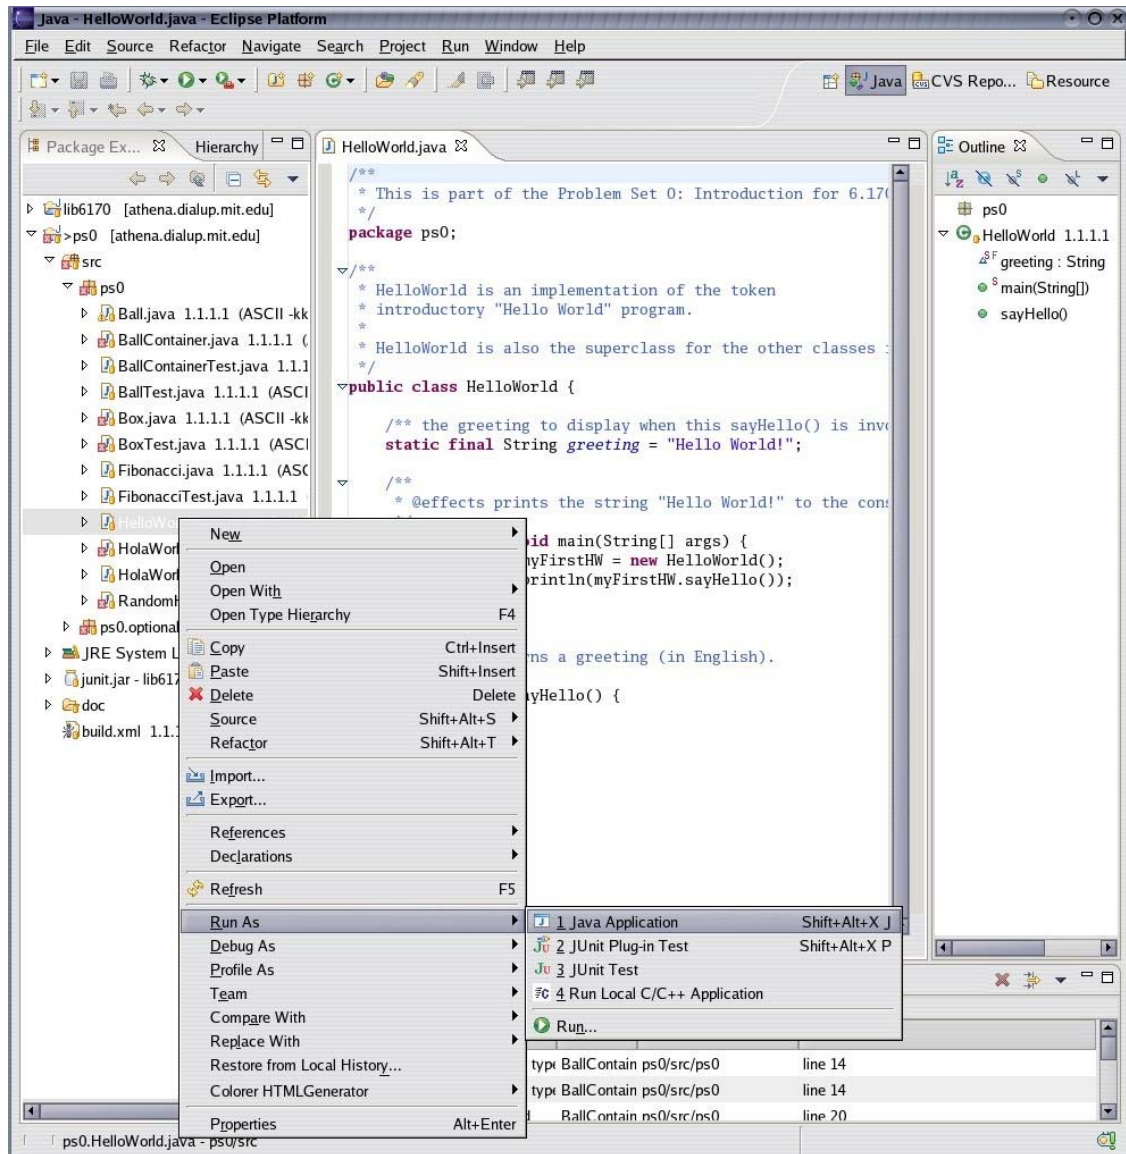 Java - HelloWorld.java - Eclipse Platform
File Edit Source Refactor Navigate Search Project Run Window Help
Java CVS Repo... Resource
Package Ex... Hierarchy
lib6170 [athena.dialup.mit.edu]
>ps0 [athena.dialup.mit.edu]
src
ps0
Ball.java 1.1.1.1 (ASCII -kk
BallContainer.java 1.1.1.1 (
BallContainerTest.java 1.1.1
BallTest.java 1.1.1.1 (ASCI
Box.java 1.1.1.1 (ASCII -kk
BoxTest.java 1.1.1.1 (ASCI
Fibonacci.java 1.1.1.1 (ASC
FibonacciTest.java 1.1.1.1
HelloWo
HolaWor
HolaWor
RandomH
ps0.optional
JRE System L
junit.jar - lib617
doc
build.xml 1.1.1
HelloWorld.java
/**
* This is part of the Problem Set 0: Introduction for 6.170
*/
package ps0;
/**
* HelloWorld is an implementation of the token
* introductory "Hello World" program.
*
* HelloWorld is also the superclass for the other classes
*/
public class HelloWorld {
/** the greeting to display when this sayHello() is invo
static final String greeting = "Hello World!";
/**
* @effects prints the string "Hello World!" to the cons
id main(String[] args) {
yFirstHW = new HelloWorld();
rintln(myFirstHW.sayHello());
rns a greeting (in English).
yHello() {
Outline
ps0
HelloWorld 1.1.1.1
greeting : String
main(String[])
sayHello()
New
Open
Open With
Open Type Hierarchy F4
Copy Ctrl+Insert
Paste Shift+Insert
Delete Delete
Source Shift+Alt+S
Refactor Shift+Alt+T
Import...
Export...
References
Declarations
Refresh F5
Run As
Debug As
Profile As
Team
Compare With
Replace With
Restore from Local History...
Colorer HTMLGenerator
Properties Alt+Enter
1 Java Application Shift+Alt+X J
2 JUnit Plug-in Test Shift+Alt+X P
3 JUnit Test
4 Run Local C/C++ Application
Run...
type BallContain ps0/src/ps0 line 14
type BallContain ps0/src/ps0 line 14
BallContain ps0/src/ps0 line 20
ps0.HelloWorld.java - ps0/src